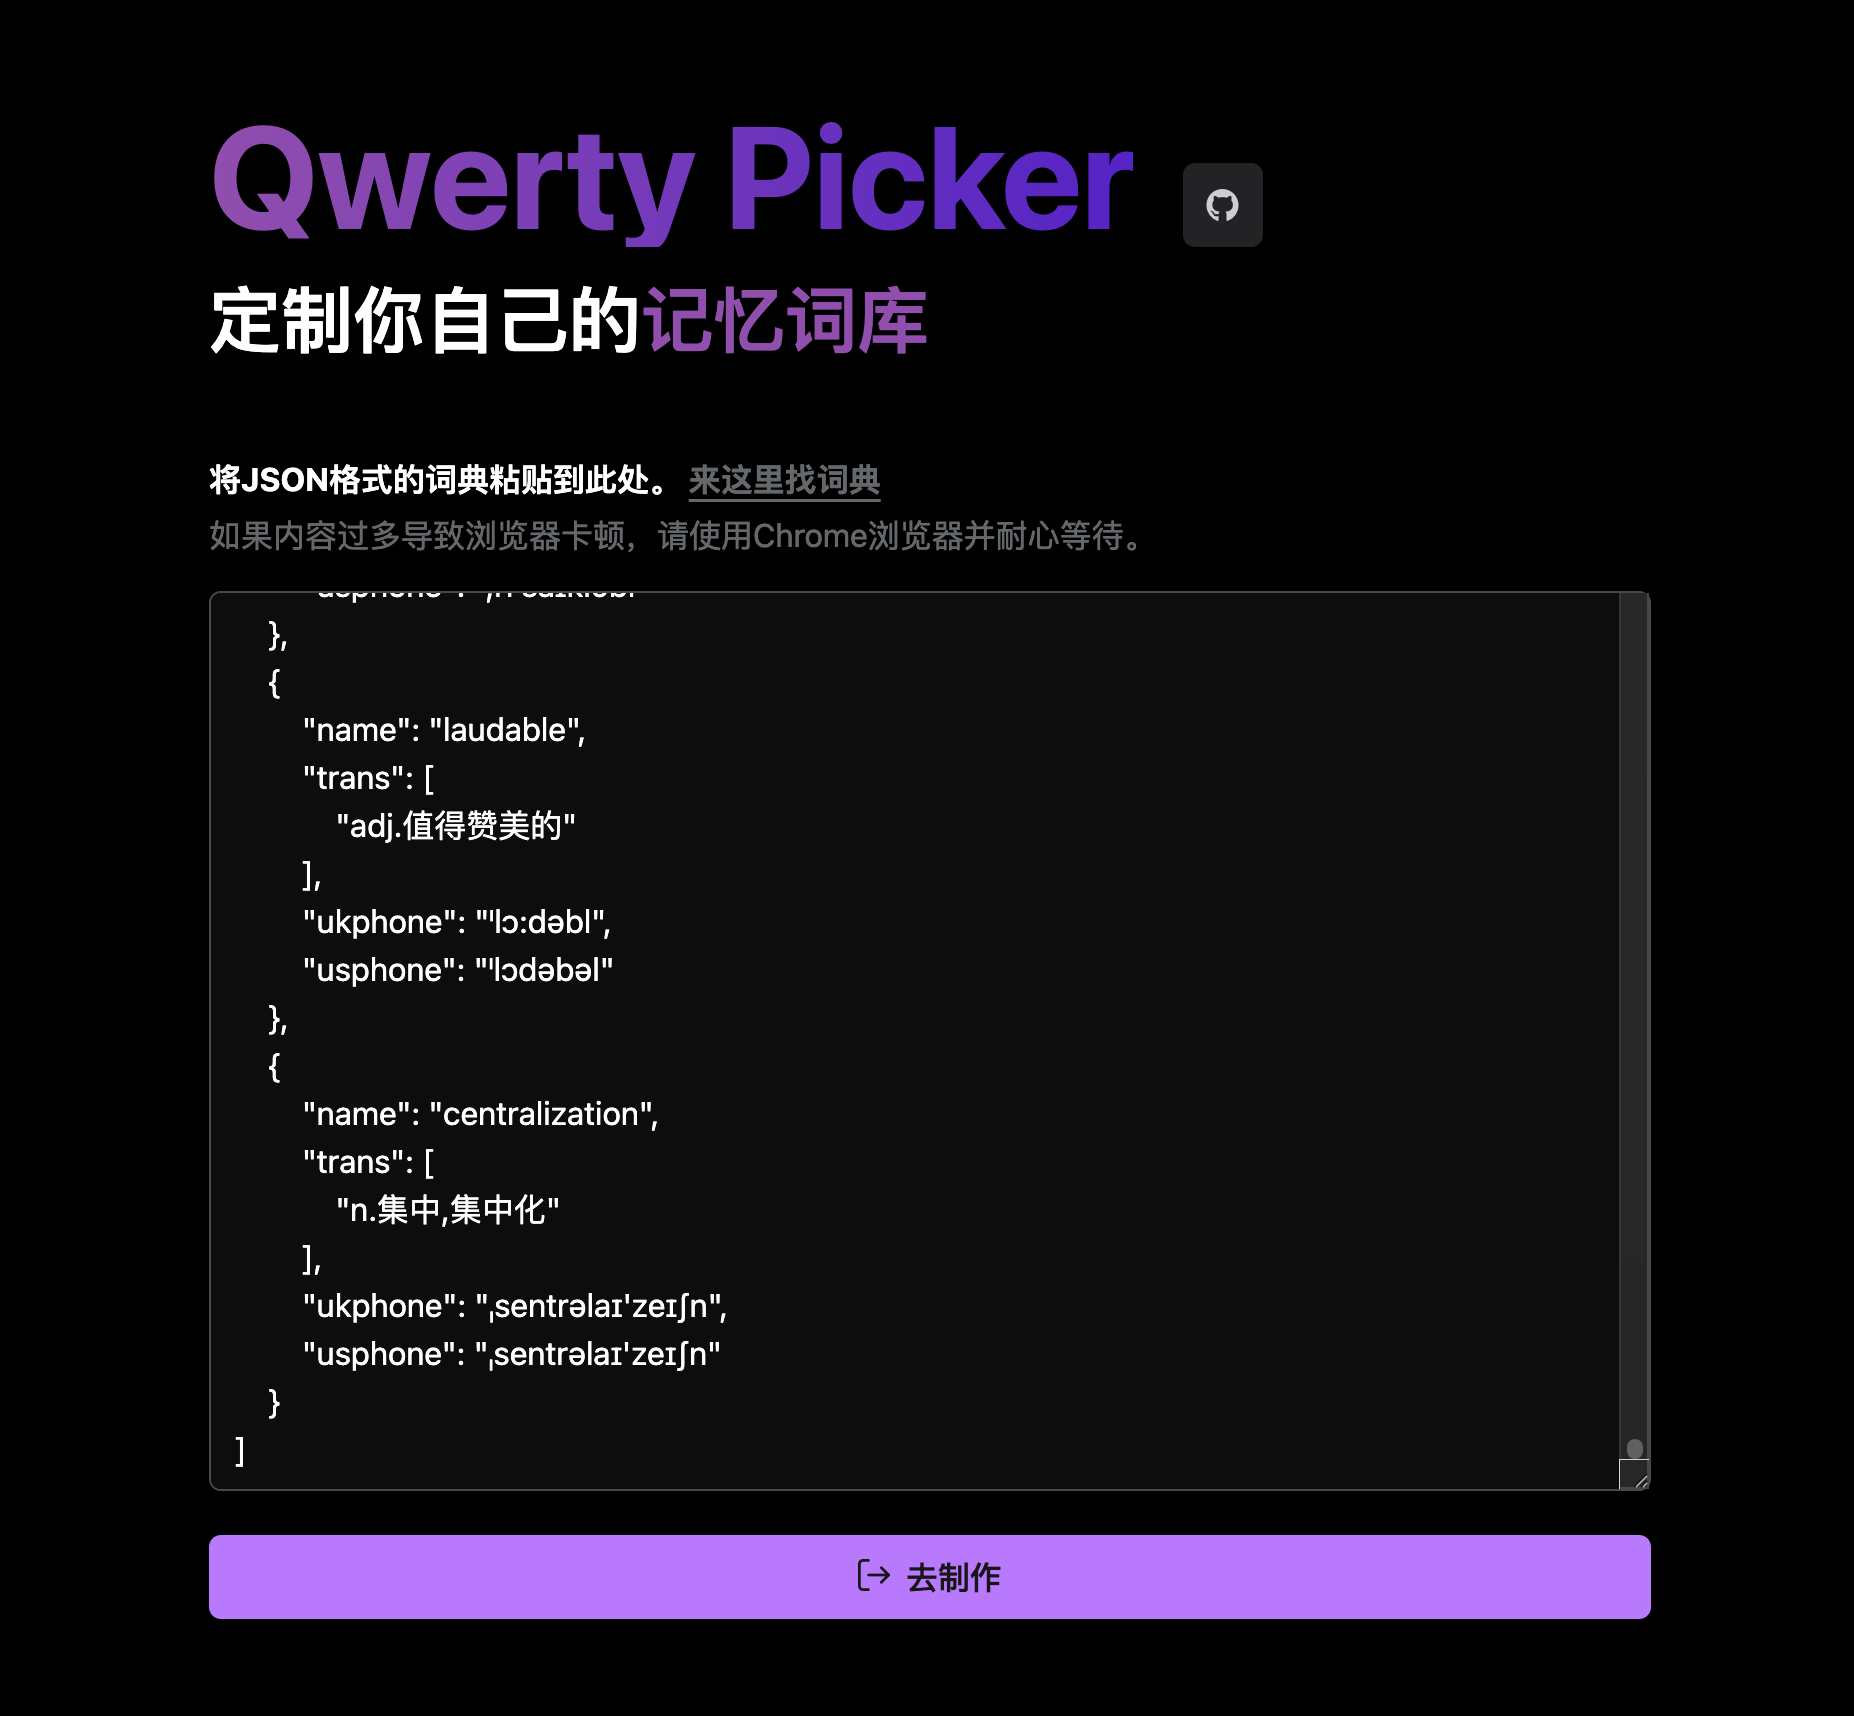 Qwerty Picker
定制你自己的记忆词库
将JSON格式的词典粘贴到此处。 来这里找词典
如果内容过多导致浏览器卡顿，请使用Chrome浏览器并耐心等待。
},
{
"name": "laudable",
"trans": [
"adj.值得赞美的"
],
"ukphone": "'lɔ:dəbl",
"usphone": "'lɔdəbəl"
},
{
"name": "centralization",
"trans": [
"n.集中,集中化"
],
"ukphone": "ˌsentrəlaɪ'zeɪʃn",
"usphone": "ˌsentrəlaɪ'zeɪʃn"
}
]
去制作